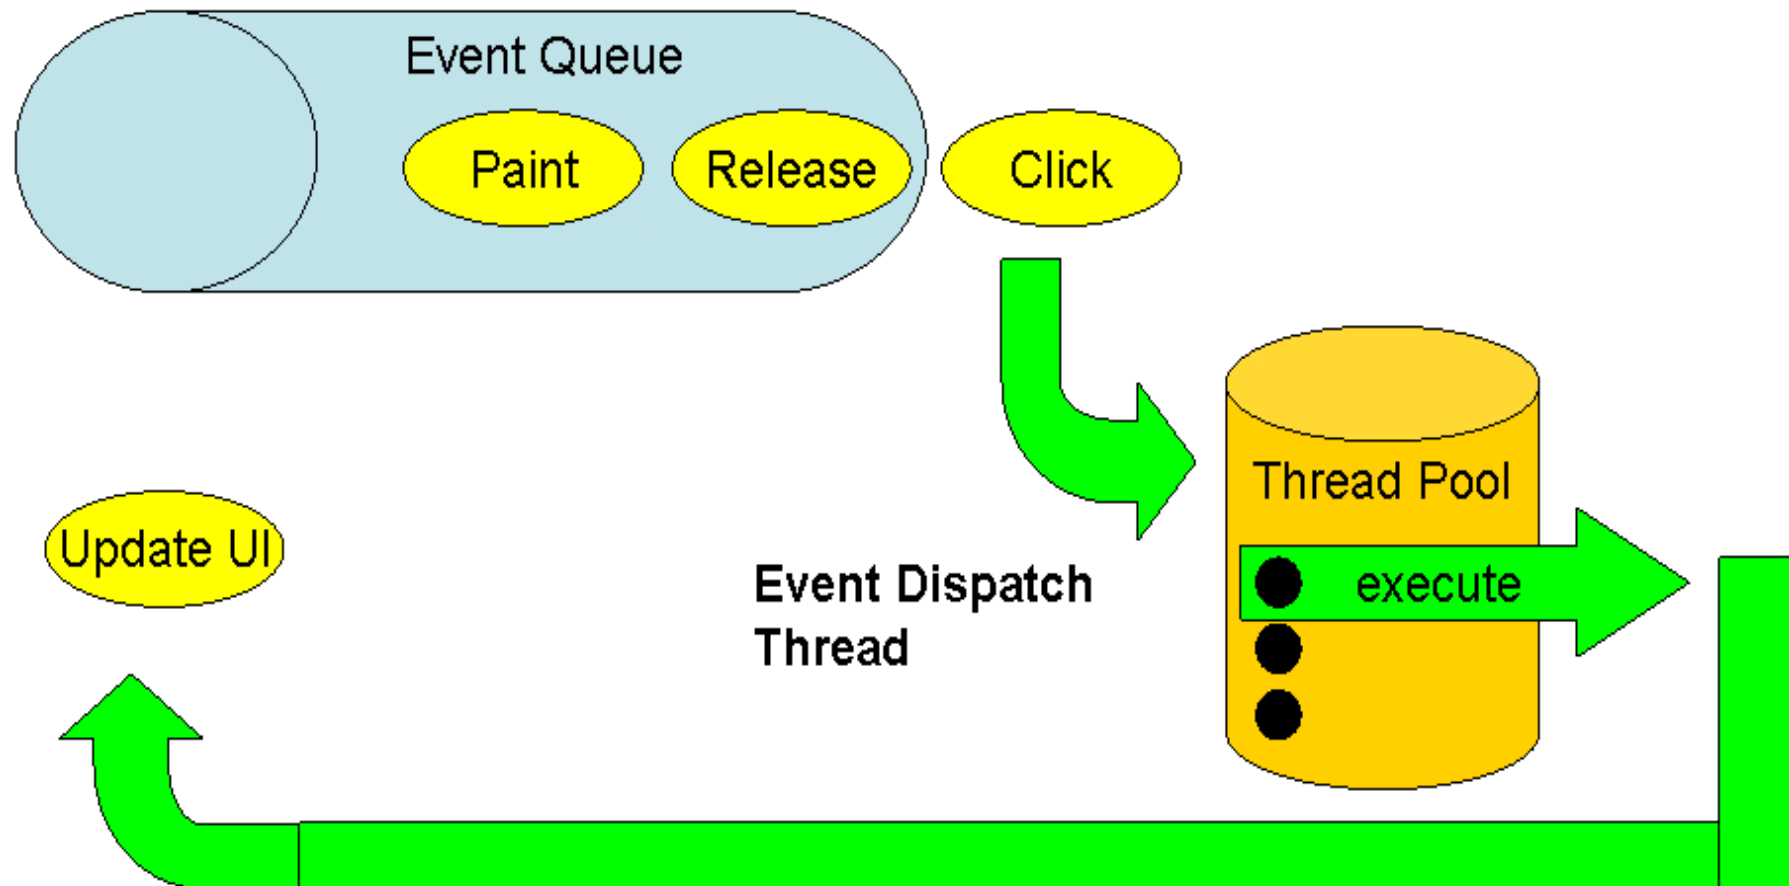 Event Queue
Paint
Release
Click
Thread Pool
Update UI
Event Dispatch
Thread
execute